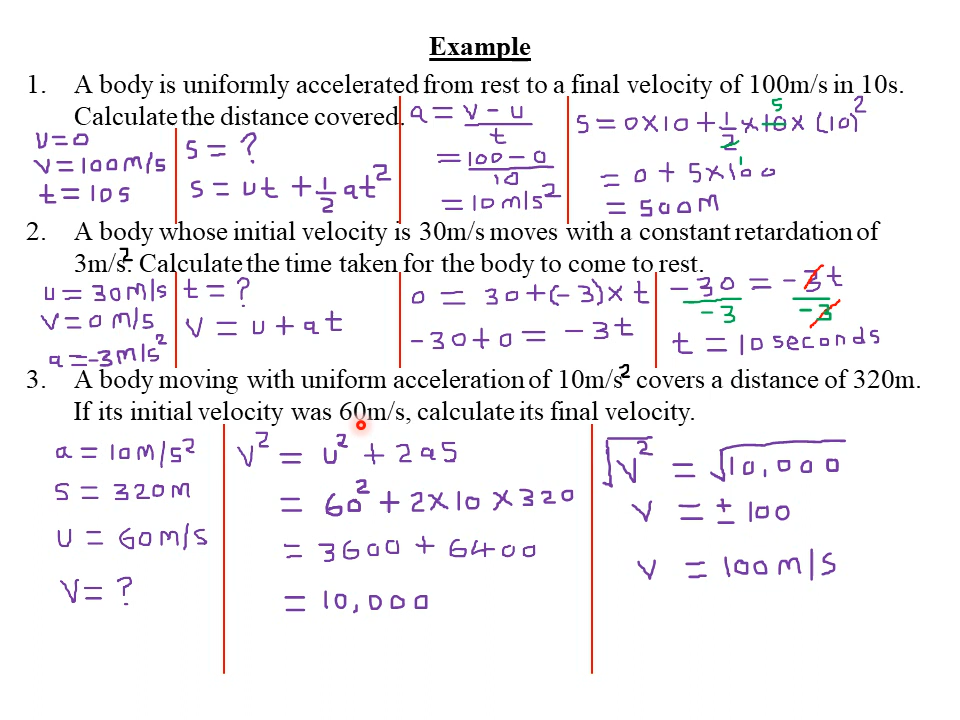 Example
1. A body is uniformly accelerated from rest to a final velocity of 100m/s in 10s.
Calculate the distance covered.
U = 0
V = 100m/s
t = 10s
S = ?
S = ut + 1/2 at²
a = v - u / t
= 100 - 0 / 10
= 10m/s²
S = 0 × 10 + 1/2 × 10 × (10)²
5
1
= 0 + 5 × 100
= 500M
2. A body whose initial velocity is 30m/s moves with a constant retardation of
3m/s². Calculate the time taken for the body to come to rest.
u = 30m/s
V = 0 m/s
a = -3m/s²
t = ?
V = u + at
0 = 30 + (-3) × t
-30 + 0 = -3t
-30 / -3 = -3t / -3
t = 10 seconds
3. A body moving with uniform acceleration of 10m/s² covers a distance of 320m.
If its initial velocity was 60m/s, calculate its final velocity.
a = 10M/s²
S = 320M
U = 60M/S
V = ?
V² = u² + 2as
= 60² + 2 × 10 × 320
= 3600 + 6400
= 10,000
√V² = √10,000
V = ± 100
V = 100M/S